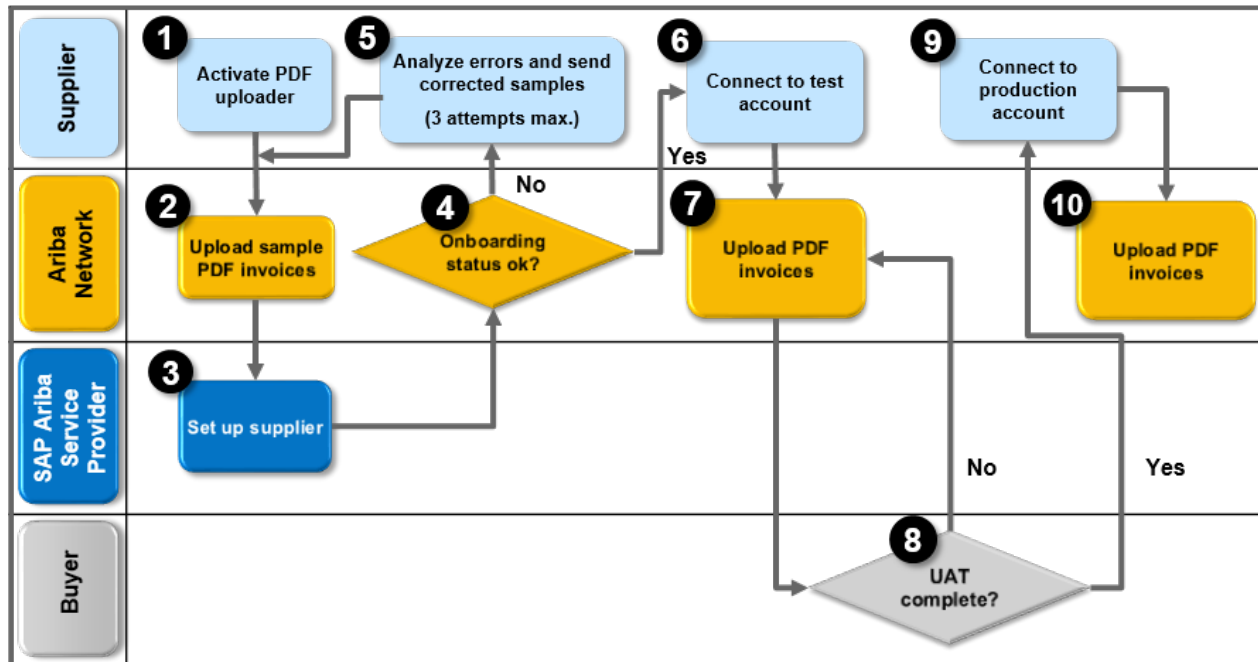 Supplier
1
Activate PDF
uploader
5
Analyze errors and send
corrected samples
(3 attempts max.)
6
Connect to test
account
9
Connect to
production
account
Yes
No
Ariba
Network
2
Upload sample
PDF invoices
4
Onboarding
status ok?
7
Upload PDF
invoices
10
Upload PDF
invoices
SAP Ariba
Service
Provider
3
Set up supplier
No
Yes
Buyer
8
UAT
complete?